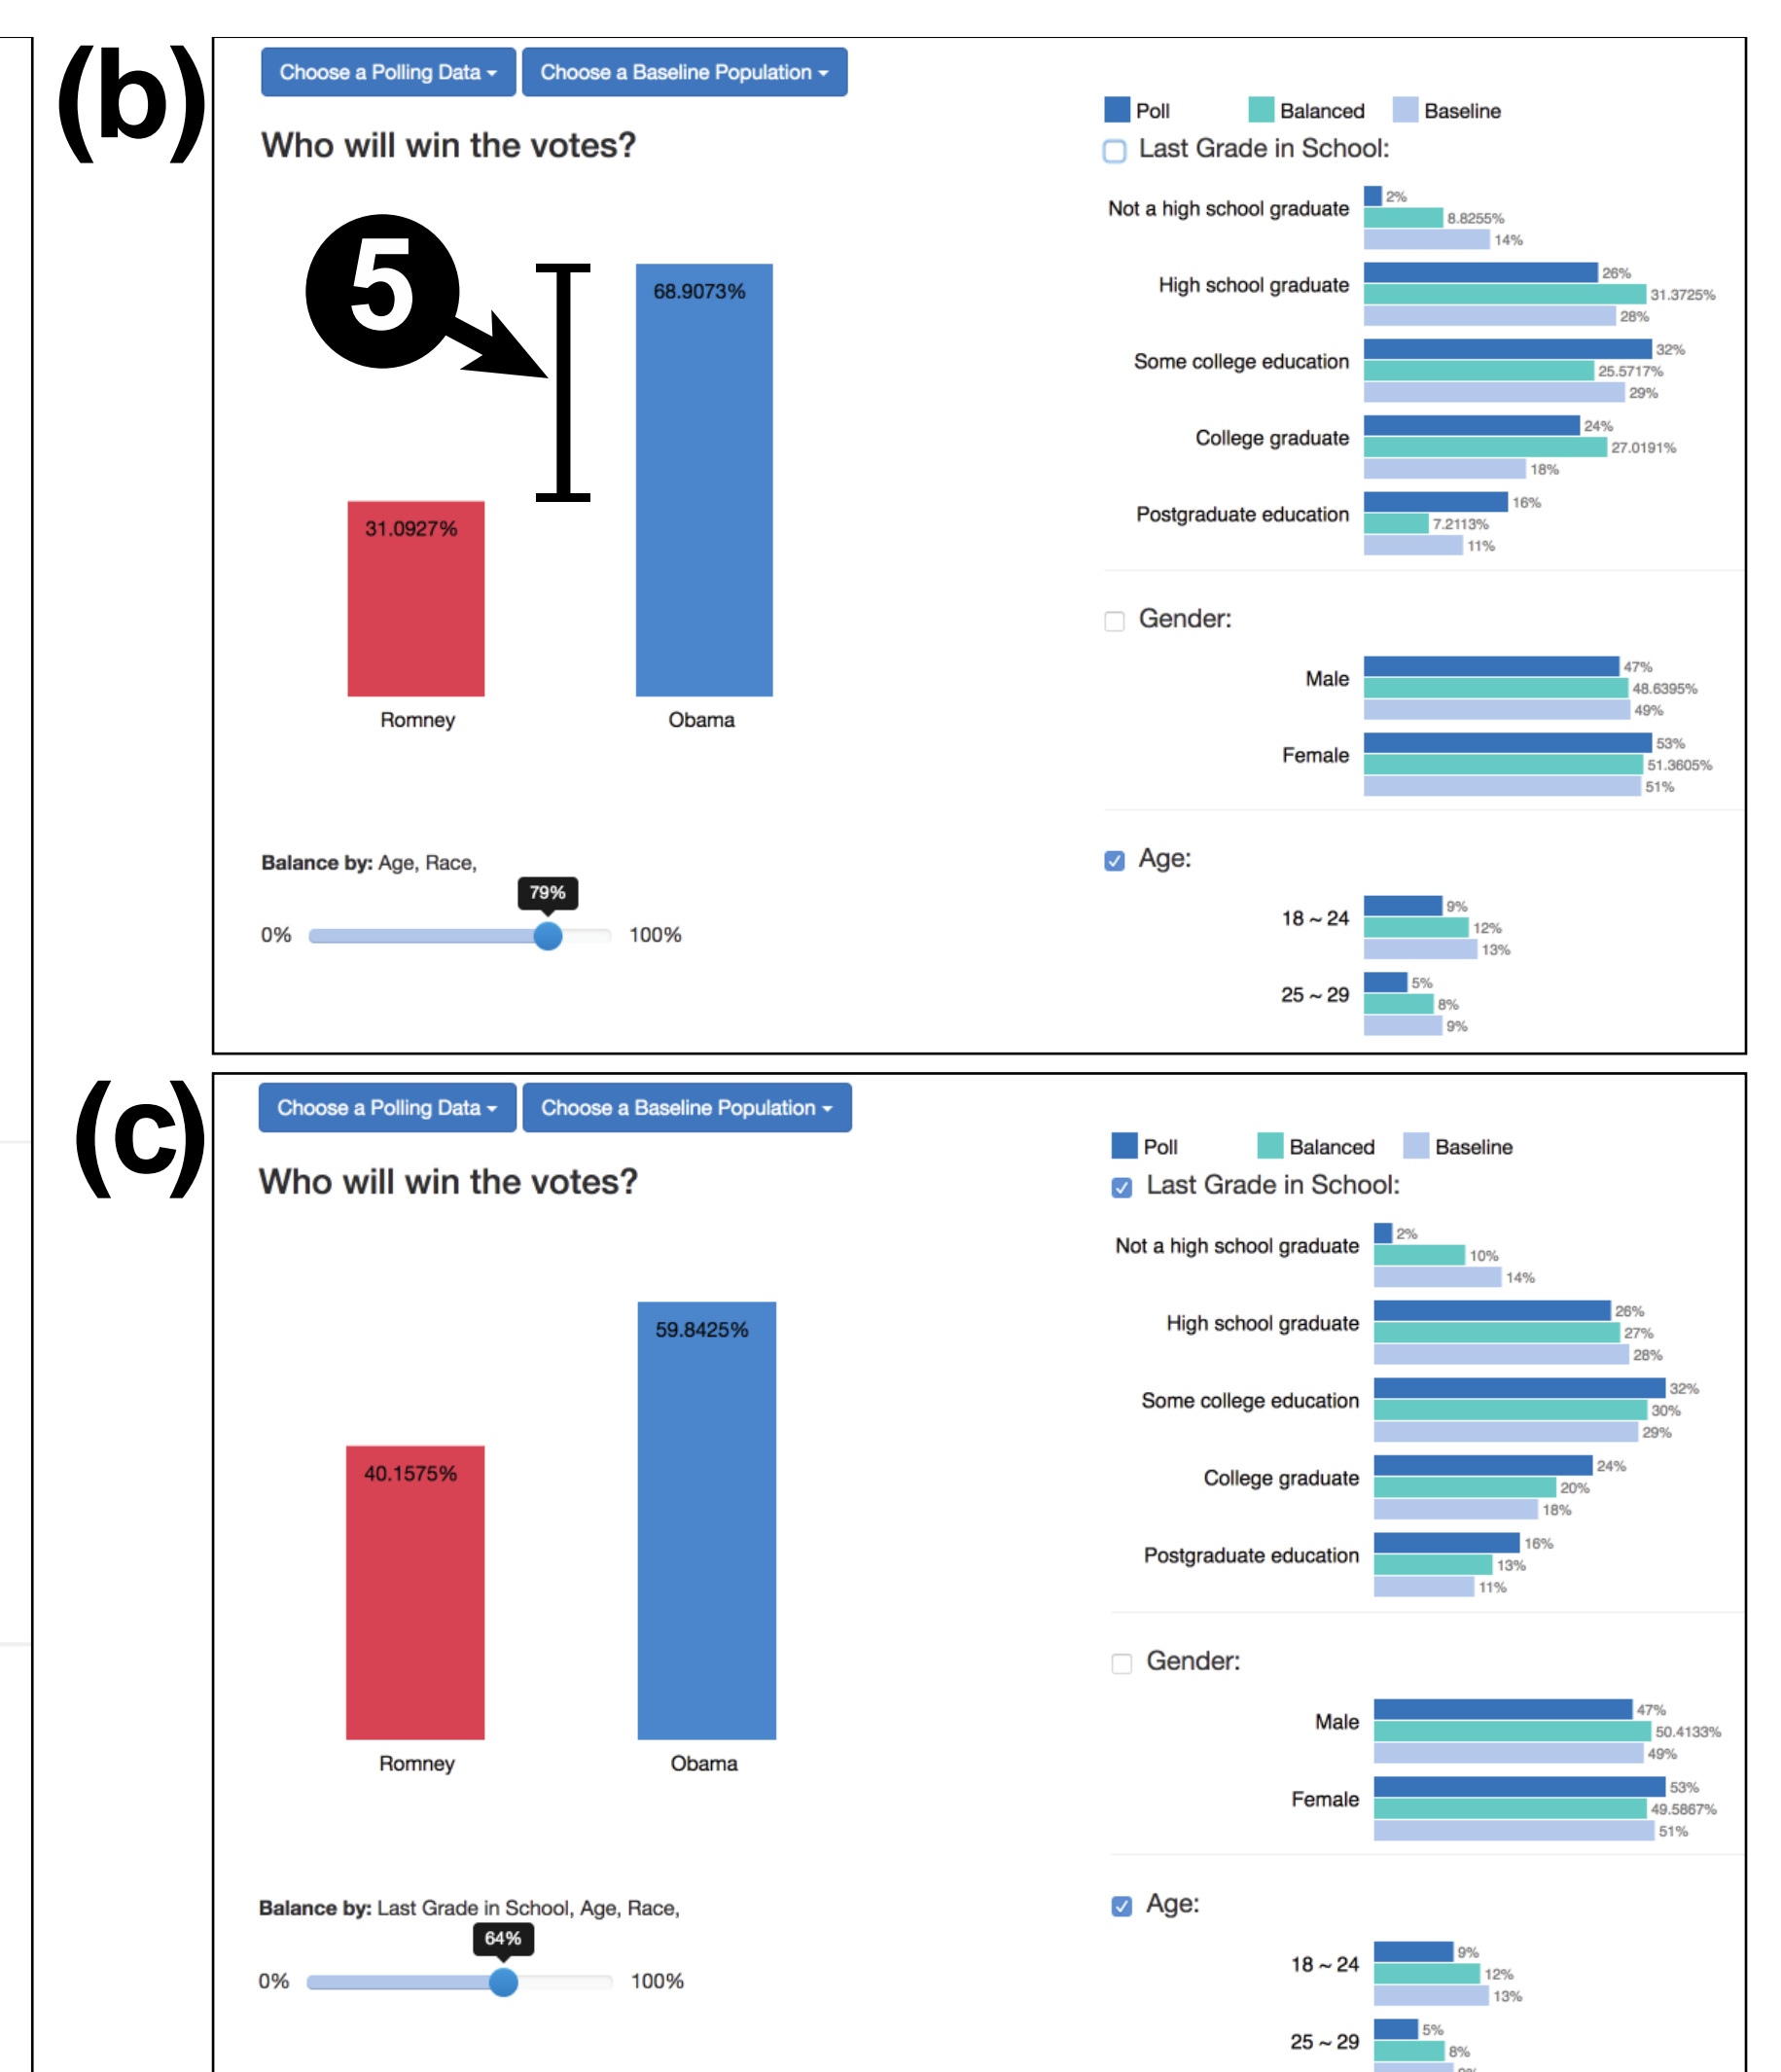 (b)
Choose a Polling Data
Choose a Baseline Population
Who will win the votes?
5
68.9073%
31.0927%
Romney
Obama
Balance by: Age, Race,
79%
0%
100%
Poll
Balanced
Baseline
Last Grade in School:
Not a high school graduate
2%
8.8255%
14%
High school graduate
26%
31.3725%
28%
Some college education
32%
25.5717%
29%
College graduate
24%
27.0191%
18%
Postgraduate education
16%
7.2113%
11%
Gender:
Male
47%
48.6395%
49%
Female
53%
51.3605%
51%
Age:
18 ~ 24
9%
12%
13%
25 ~ 29
5%
8%
9%
(c)
Choose a Polling Data
Choose a Baseline Population
Who will win the votes?
59.8425%
40.1575%
Romney
Obama
Balance by: Last Grade in School, Age, Race,
64%
0%
100%
Poll
Balanced
Baseline
Last Grade in School:
Not a high school graduate
2%
10%
14%
High school graduate
26%
27%
28%
Some college education
32%
30%
29%
College graduate
24%
20%
18%
Postgraduate education
16%
13%
11%
Gender:
Male
47%
50.4133%
49%
Female
53%
49.5867%
51%
Age:
18 ~ 24
9%
12%
13%
25 ~ 29
5%
8%